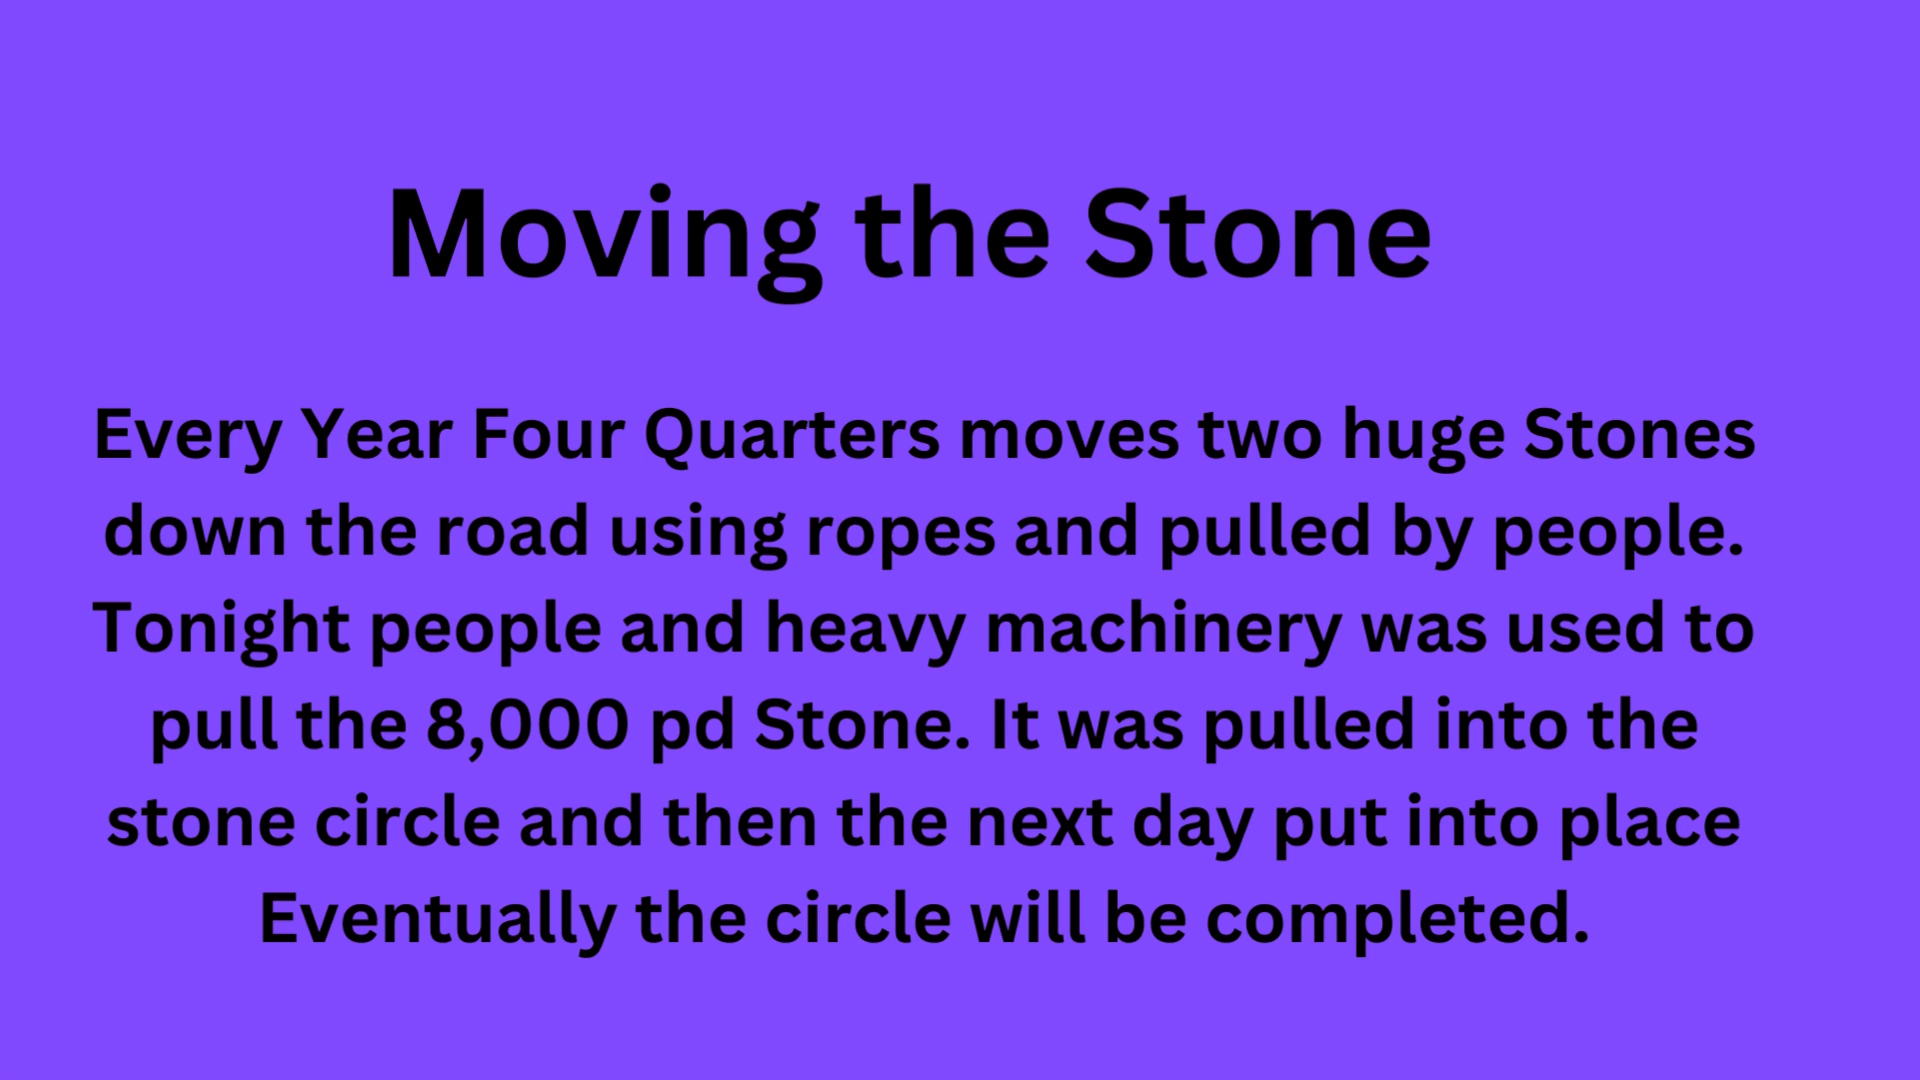 Moving the Stone
Every Year Four Quarters moves two huge Stones
down the road using ropes and pulled by people.
Tonight people and heavy machinery was used to
pull the 8,000 pd Stone. It was pulled into the
stone circle and then the next day put into place
Eventually the circle will be completed.